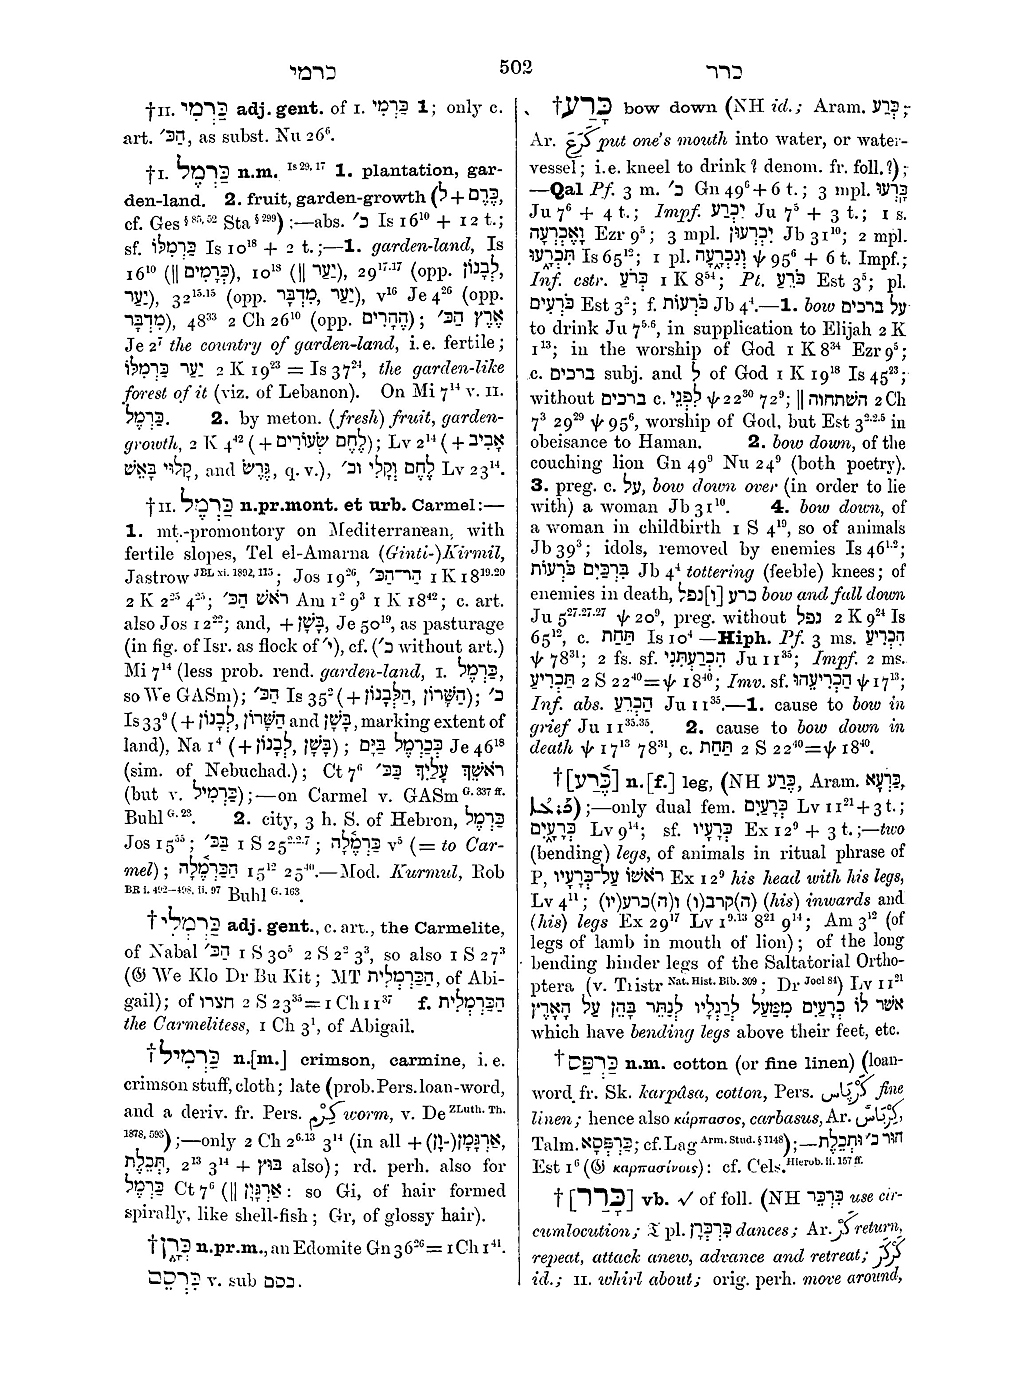 כרמי
502
כרר
†II. כַּרְמִי adj. gent. of I. כַּרְמִי 1; only c.
art. הַכַּ׳, as subst. Nu 26⁶.
†I. כַּרְמֶל n.m. Is 29, 17 1. plantation, gar-
den-land. 2. fruit, garden-growth (כֶּרֶם + ל,
cf. Ges § 85, 52 Sta § 299) :—abs. כ׳ Is 16¹⁰ + 12 t.;
sf. כַּרְמִלּוֹ Is 10¹⁸ + 2 t.;—1. garden-land, Is
16¹⁰ (‖ כְּרָמִים), 10¹⁸ (‖ יַעַר), 29¹⁷·¹⁷ (opp. לְבָנוֹן,
יַעַר), 32¹⁵·¹⁵ (opp. מִדְבָּר, יַעַר), v¹⁶ Je 4²⁶ (opp.
מִדְבָּר), 48³³ 2 Ch 26¹⁰ (opp. הֶהָרִים); אֶרֶץ הַכּ׳
Je 2⁷ the country of garden-land, i.e. fertile;
יַעַר כַּרְמִלּוֹ 2 K 19²³ = Is 37²⁴, the garden-like
forest of it (viz. of Lebanon). On Mi 7¹⁴ v. II.
כַּרְמֶל. 2. by meton. (fresh) fruit, garden-
growth, 2 K 4⁴² (+ לֶחֶם שְׂעוֹרִים); Lv 2¹⁴ (+ אָבִיב
קָלוּי בָּאֵשׁ, and גֶּרֶשׂ, q. v.), לֶחֶם וְקָלִי וכ׳ Lv 23¹⁴.
†II. כַּרְמֶל n.pr.mont. et urb. Carmel:—
1. mt.-promontory on Mediterranean, with
fertile slopes, Tel el-Amarna (Ginti-)Kirmil,
Jastrow JBL xi. 1892, 115; Jos 19²⁶, הַר־הַכּ׳ 1 K 18¹⁹·²⁰
2 K 2²⁵ 4²⁵; רֹאשׁ הַכּ׳ Am 1² 9³ 1 K 18⁴²; c. art.
also Jos 12²²; and, + בָּשָׁן, Je 50¹⁹, as pasturage
(in fig. of Isr. as flock of י׳), cf. (כ׳ without art.)
Mi 7¹⁴ (less prob. rend. garden-land, I. כַּרְמֶל,
so We GASm); הַכּ׳ Is 35² (+ הַלְּבָנוֹן, הַשָּׁרוֹן); כ׳
Is 33⁹ (+ לְבָנוֹן, הַשָּׁרוֹן and בָּשָׁן, marking extent of
land), Na 1⁴ (+ בָּשָׁן, לְבָנוֹן); כְּכַרְמֶל בַּיָּם Je 46¹⁸
(sim. of Nebuchad.); Ct 7⁶ רֹאשֵׁךְ עָלַיִךְ כַּכּ׳
(but v. כַּרְמִיל);—on Carmel v. GASm G. 337 ff.
Buhl G. 23. 2. city, 3 h. S. of Hebron, כַּרְמֶל
Jos 15⁵⁵; בַּכּ׳ 1 S 25²·²·⁷; כַּרְמֶלָה v⁵ (= to Car-
mel); הַכַּרְמֶלָה 15¹² 25⁴⁰.—Mod. Kurmul, Rob
BR i. 492–498, ii. 97 Buhl G. 163.
†כַּרְמְלִי adj. gent., c. art., the Carmelite,
of Nabal הַכּ׳ 1 S 30⁵ 2 S 2² 3³, so also 1 S 27³
(𝔊 We Klo Dr Bu Kit; MT הַכַּרְמְלִית, of Abi-
gail); of חצרו 2 S 23³⁵ = 1 Ch 11³⁷ f. הַכַּרְמְלִית
the Carmelitess, 1 Ch 3¹, of Abigail.
†כַּרְמִיל n.[m.] crimson, carmine, i. e.
crimson stuff, cloth; late (prob. Pers. loan-word,
and a deriv. fr. Pers. كرم worm, v. De ZLuth. Th.
1878, 593);—only 2 Ch 2⁶·¹³ 3¹⁴ (in all + אַרְגָּמָן(־וָן),
תְּכֵלֶת, 2¹³ 3¹⁴ + בּוּץ also); rd. perh. also for
כַּרְמֶל Ct 7⁶ (‖ אַרְגָּמָן: so Gi, of hair formed
spirally, like shell-fish; Gr, of glossy hair).
†כְּרָן n.pr.m., an Edomite Gn 36²⁶ = 1 Ch 1⁴¹.
כִּרְסֵם v. sub כסם.
†כָּרַע bow down (NH id.; Aram. כְּרַע;
Ar. كرع put one's mouth into water, or water-
vessel; i.e. kneel to drink? denom. fr. foll.?);
—Qal Pf. 3 m. כ׳ Gn 49⁶ + 6 t.; 3 mpl. כָּרְעוּ
Ju 7⁶ + 4 t.; Impf. יִכְרַע Ju 7⁵ + 3 t.; 1 s.
וָאֶכְרְעָה Ezr 9⁵; 3 mpl. יִכְרְעוּן Jb 31¹⁰; 2 mpl.
תִּכְרָעוּ Is 65¹²; 1 pl. וְנִכְרָעָה ψ 95⁶ + 6 t. Impf.;
Inf. cstr. כְּרֹעַ 1 K 8⁵⁴; Pt. כֹּרֵעַ Est 3⁵; pl.
כֹּרְעִים Est 3²; f. כֹּרְעוֹת Jb 4⁴.—1. bow על ברכים
to drink Ju 7⁵·⁶, in supplication to Elijah 2 K
1¹³; in the worship of God 1 K 8³⁴ Ezr 9⁵;
c. ברכים subj. and ל of God 1 K 19¹⁸ Is 45²³;
without ברכים c. לִפְנֵי ψ 22³⁰ 72⁹; ‖ השתחוה 2 Ch
7³ 29²⁹ ψ 95⁶, worship of God, but Est 3²·²·⁵ in
obeisance to Haman. 2. bow down, of the
couching lion Gn 49⁹ Nu 24⁹ (both poetry).
3. preg. c. עַל, bow down over (in order to lie
with) a woman Jb 31¹⁰. 4. bow down, of
a woman in childbirth 1 S 4¹⁹, so of animals
Jb 39³; idols, removed by enemies Is 46¹·²;
בִּרְכַּיִם כֹּרְעוֹת Jb 4⁴ tottering (feeble) knees; of
enemies in death, כרע [ו]נפל bow and fall down
Ju 5²⁷·²⁷·²⁷ ψ 20⁹, preg. without נפל 2 K 9²⁴ Is
65¹², c. תַּחַת Is 10⁴ —Hiph. Pf. 3 ms. הִכְרִיעַ
ψ 78³¹; 2 fs. sf. הִכְרַעְתִּנִי Ju 11³⁵; Impf. 2 ms.
תַּכְרִיעַ 2 S 22⁴⁰ = ψ 18⁴⁰; Imv. sf. הַכְרִיעֵהוּ ψ 17¹³;
Inf. abs. הַכְרֵעַ Ju 11³⁵.—1. cause to bow in
grief Ju 11³⁵·³⁵. 2. cause to bow down in
death ψ 17¹³ 78³¹, c. תַּחַת 2 S 22⁴⁰ = ψ 18⁴⁰.
†[כֶּרַע] n.[f.] leg, (NH כֶּרַע, Aram. כַּרְעָא,
ܟܪܥܐ);—only dual fem. כְּרָעַיִם Lv 11²¹ + 3 t.;
כְּרָעָיִם Lv 9¹⁴; sf. כְּרָעָיו Ex 12⁹ + 3 t.;—two
(bending) legs, of animals in ritual phrase of
P, רֹאשׁוֹ עַל־כְּרָעָיו Ex 12⁹ his head with his legs,
Lv 4¹¹; (ה)קרב(ו) ו(ה)כרע(יו) (his) inwards and
(his) legs Ex 29¹⁷ Lv 1⁹·¹³ 8²¹ 9¹⁴; Am 3¹² (of
legs of lamb in mouth of lion); of the long
bending hinder legs of the Saltatorial Ortho-
ptera (v. Tristr Nat. Hist. Bib. 309; Dr Joel 84) Lv 11²¹
אשר לוֹ כְרָעַיִם מִמַּעַל לְרַגְלָיו לְנַתֵּר בָּהֵן עַל הָאָרֶץ
which have bending legs above their feet, etc.
†כַּרְפַּס n.m. cotton (or fine linen) (loan-
word fr. Sk. karpâsa, cotton, Pers. کرپاس fine
linen; hence also κάρπασος, carbasus, Ar. كرباس,
Talm. כַּרְפְּסָא; cf. Lag Arm. Stud. § 1148);—חוּר כ׳ וּתְכֵלֶת
Est 1⁶ (𝔊 καρπασίνοις): cf. Cels. Hierob. ii. 157 ff.
†[כָּרַר] vb. √ of foll. (NH כִּרְכֵּר use cir-
cumlocution; 𝔗 pl. כִּרְכְּרָן dances; Ar. كرّ return,
repeat, attack anew, advance and retreat; كركر
id.; II. whirl about; orig. perh. move around,